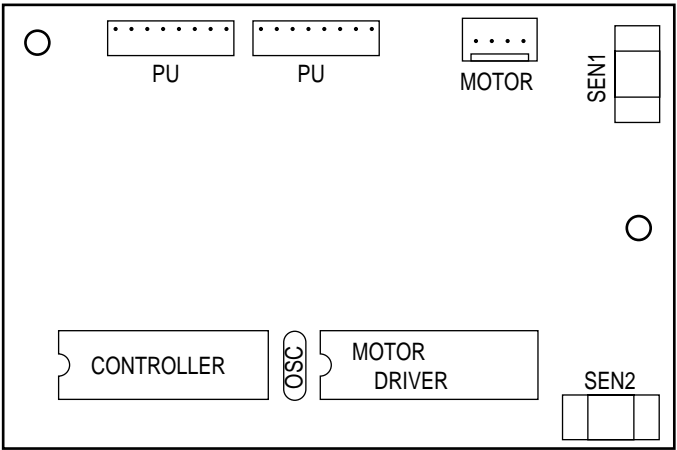 PU
PU
MOTOR
SEN1
CONTROLLER
OSC
MOTOR
DRIVER
SEN2